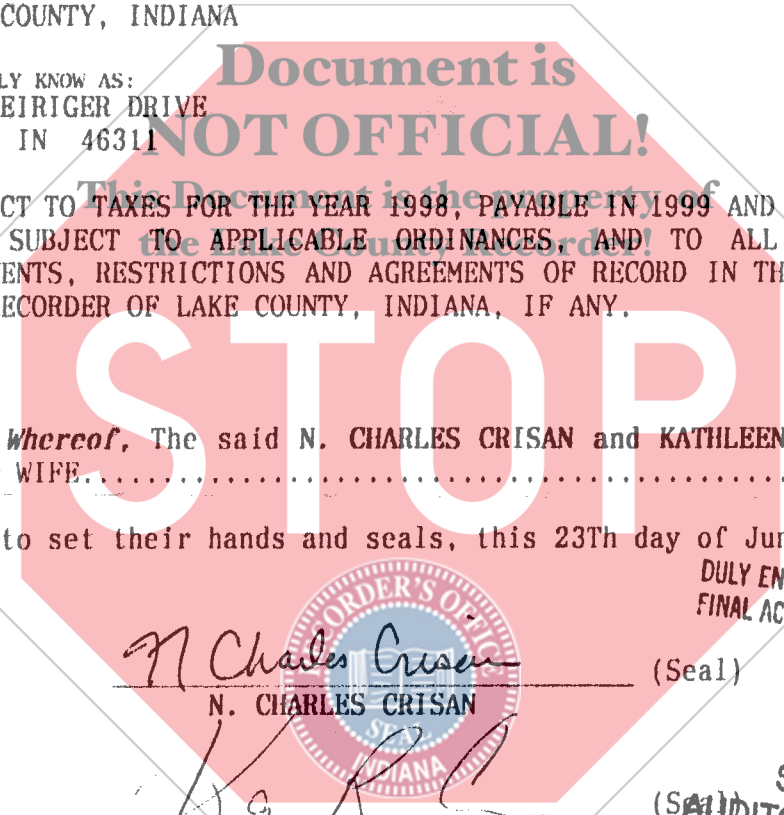 COUNTY, INDIANA
Document is
LY KNOW AS:
EIRIGER DRIVE
NOT OFFICIAL!
IN 46311
This Document is the property of
CT TO TAXES FOR THE YEAR 1998, PAYABLE IN 1999 AND
the Lake County Recorder!
SUBJECT TO APPLICABLE ORDINANCES, AND TO ALL
ENTS, RESTRICTIONS AND AGREEMENTS OF RECORD IN TH
ECORDER OF LAKE COUNTY, INDIANA, IF ANY.
STOP
Whereof, The said N. CHARLES CRISAN and KATHLEEN
WIFE
to set their hands and seals, this 23Th day of Jun
DULY EN
FINAL AC
RECORDER'S OFFICE
N Charles Crisan
(Seal)
N. CHARLES CRISAN
SEAL
INDIANA
(Seal)
AUDITO